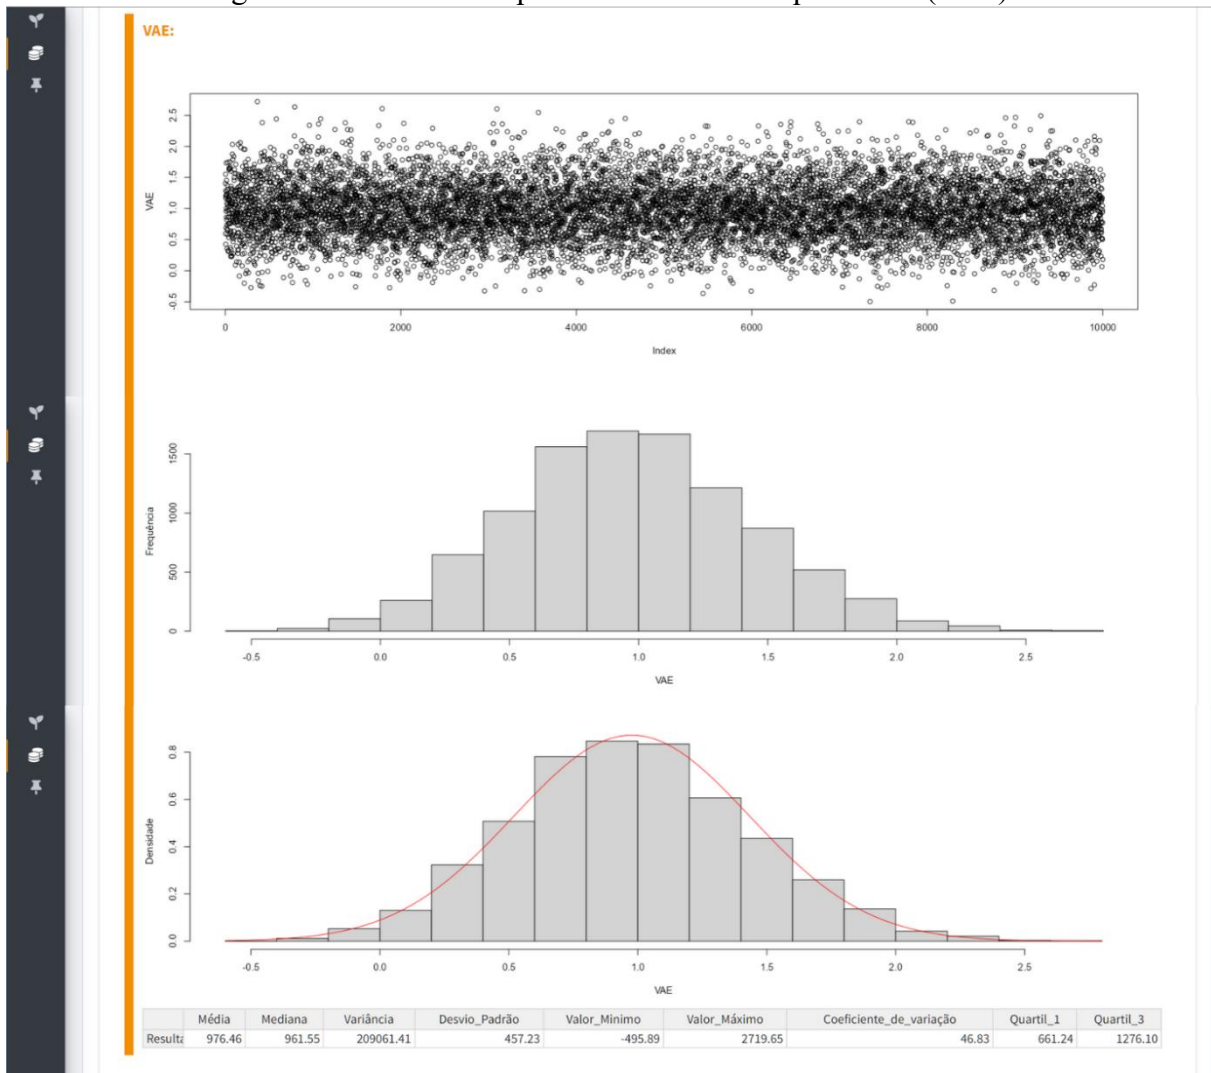 VAE:
2.5
2.0
1.5
1.0
0.5
0.0
-0.5
VAE
0 2000 4000 6000 8000 10000
Index
1500
1000
500
0
Frequência
-0.5 0.0 0.5 1.0 1.5 2.0 2.5
VAE
0.8
0.6
0.4
0.2
0.0
Densidade
-0.5 0.0 0.5 1.0 1.5 2.0 2.5
VAE
Média Mediana Variância Desvio_Padrão Valor_Minimo Valor_Máximo Coeficiente_de_variação Quartil_1 Quartil_3
Resulta 976.46 961.55 209061.41 457.23 -495.89 2719.65 46.83 661.24 1276.10